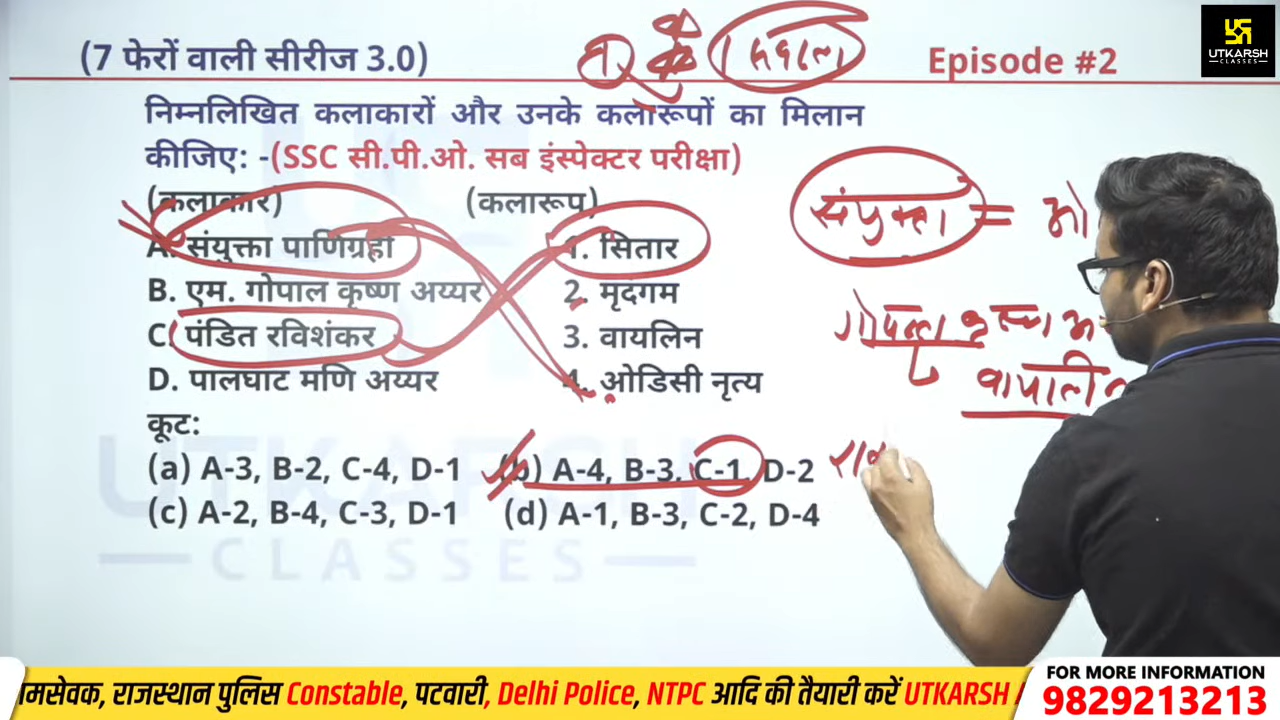 (7 फेरों वाली सीरीज 3.0)
Episode #2
UTKARSH
CLASSES
निम्नलिखित कलाकारों और उनके कलारूपों का मिलान
कीजिए: -(SSC सी.पी.ओ. सब इंस्पेक्टर परीक्षा)
(कलाकार) (कलारूप)
A. संयुक्ता पाणिग्रही 1. सितार
B. एम. गोपाल कृष्ण अय्यर 2. मृदगम
C. पंडित रविशंकर 3. वायलिन
D. पालघाट मणि अय्यर 4. ओडिसी नृत्य
कूट:
(a) A-3, B-2, C-4, D-1 (b) A-4, B-3, C-1, D-2
(c) A-2, B-4, C-3, D-1 (d) A-1, B-3, C-2, D-4
संयुक्ता =
UTKARSH
CLASSES
मसेवक, राजस्थान पुलिस Constable, पटवारी, Delhi Police, NTPC आदि की तैयारी करें UTKARSH
FOR MORE INFORMATION
9829213213